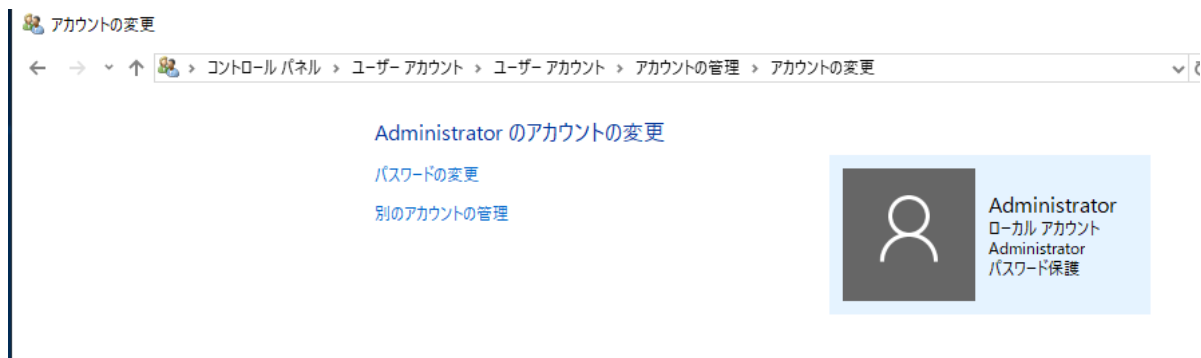 アカウントの変更
コントロール パネル › ユーザー アカウント › ユーザー アカウント › アカウントの管理 › アカウントの変更
Administrator のアカウントの変更
パスワードの変更
別のアカウントの管理
Administrator
ローカル アカウント
Administrator
パスワード保護